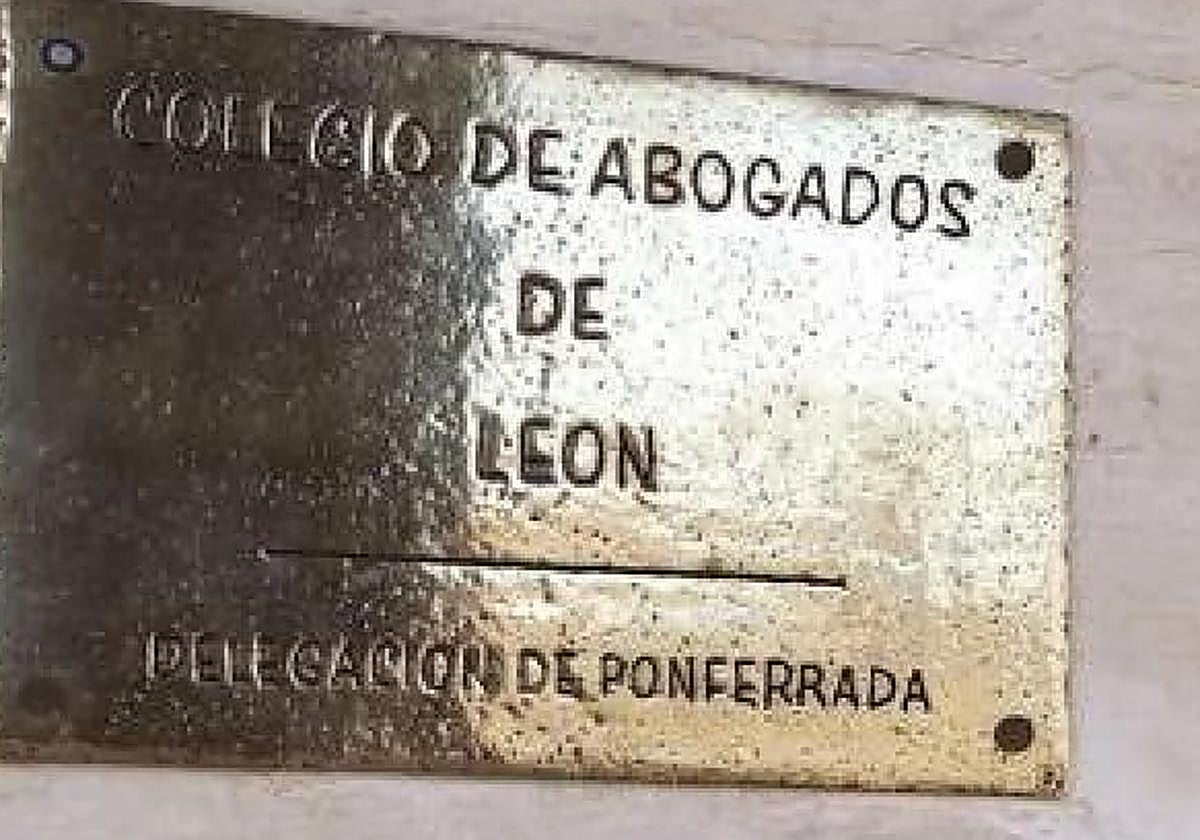 COLEGIO DE ABOGADOS
DE
LEON
DELEGACION DE PONFERRADA